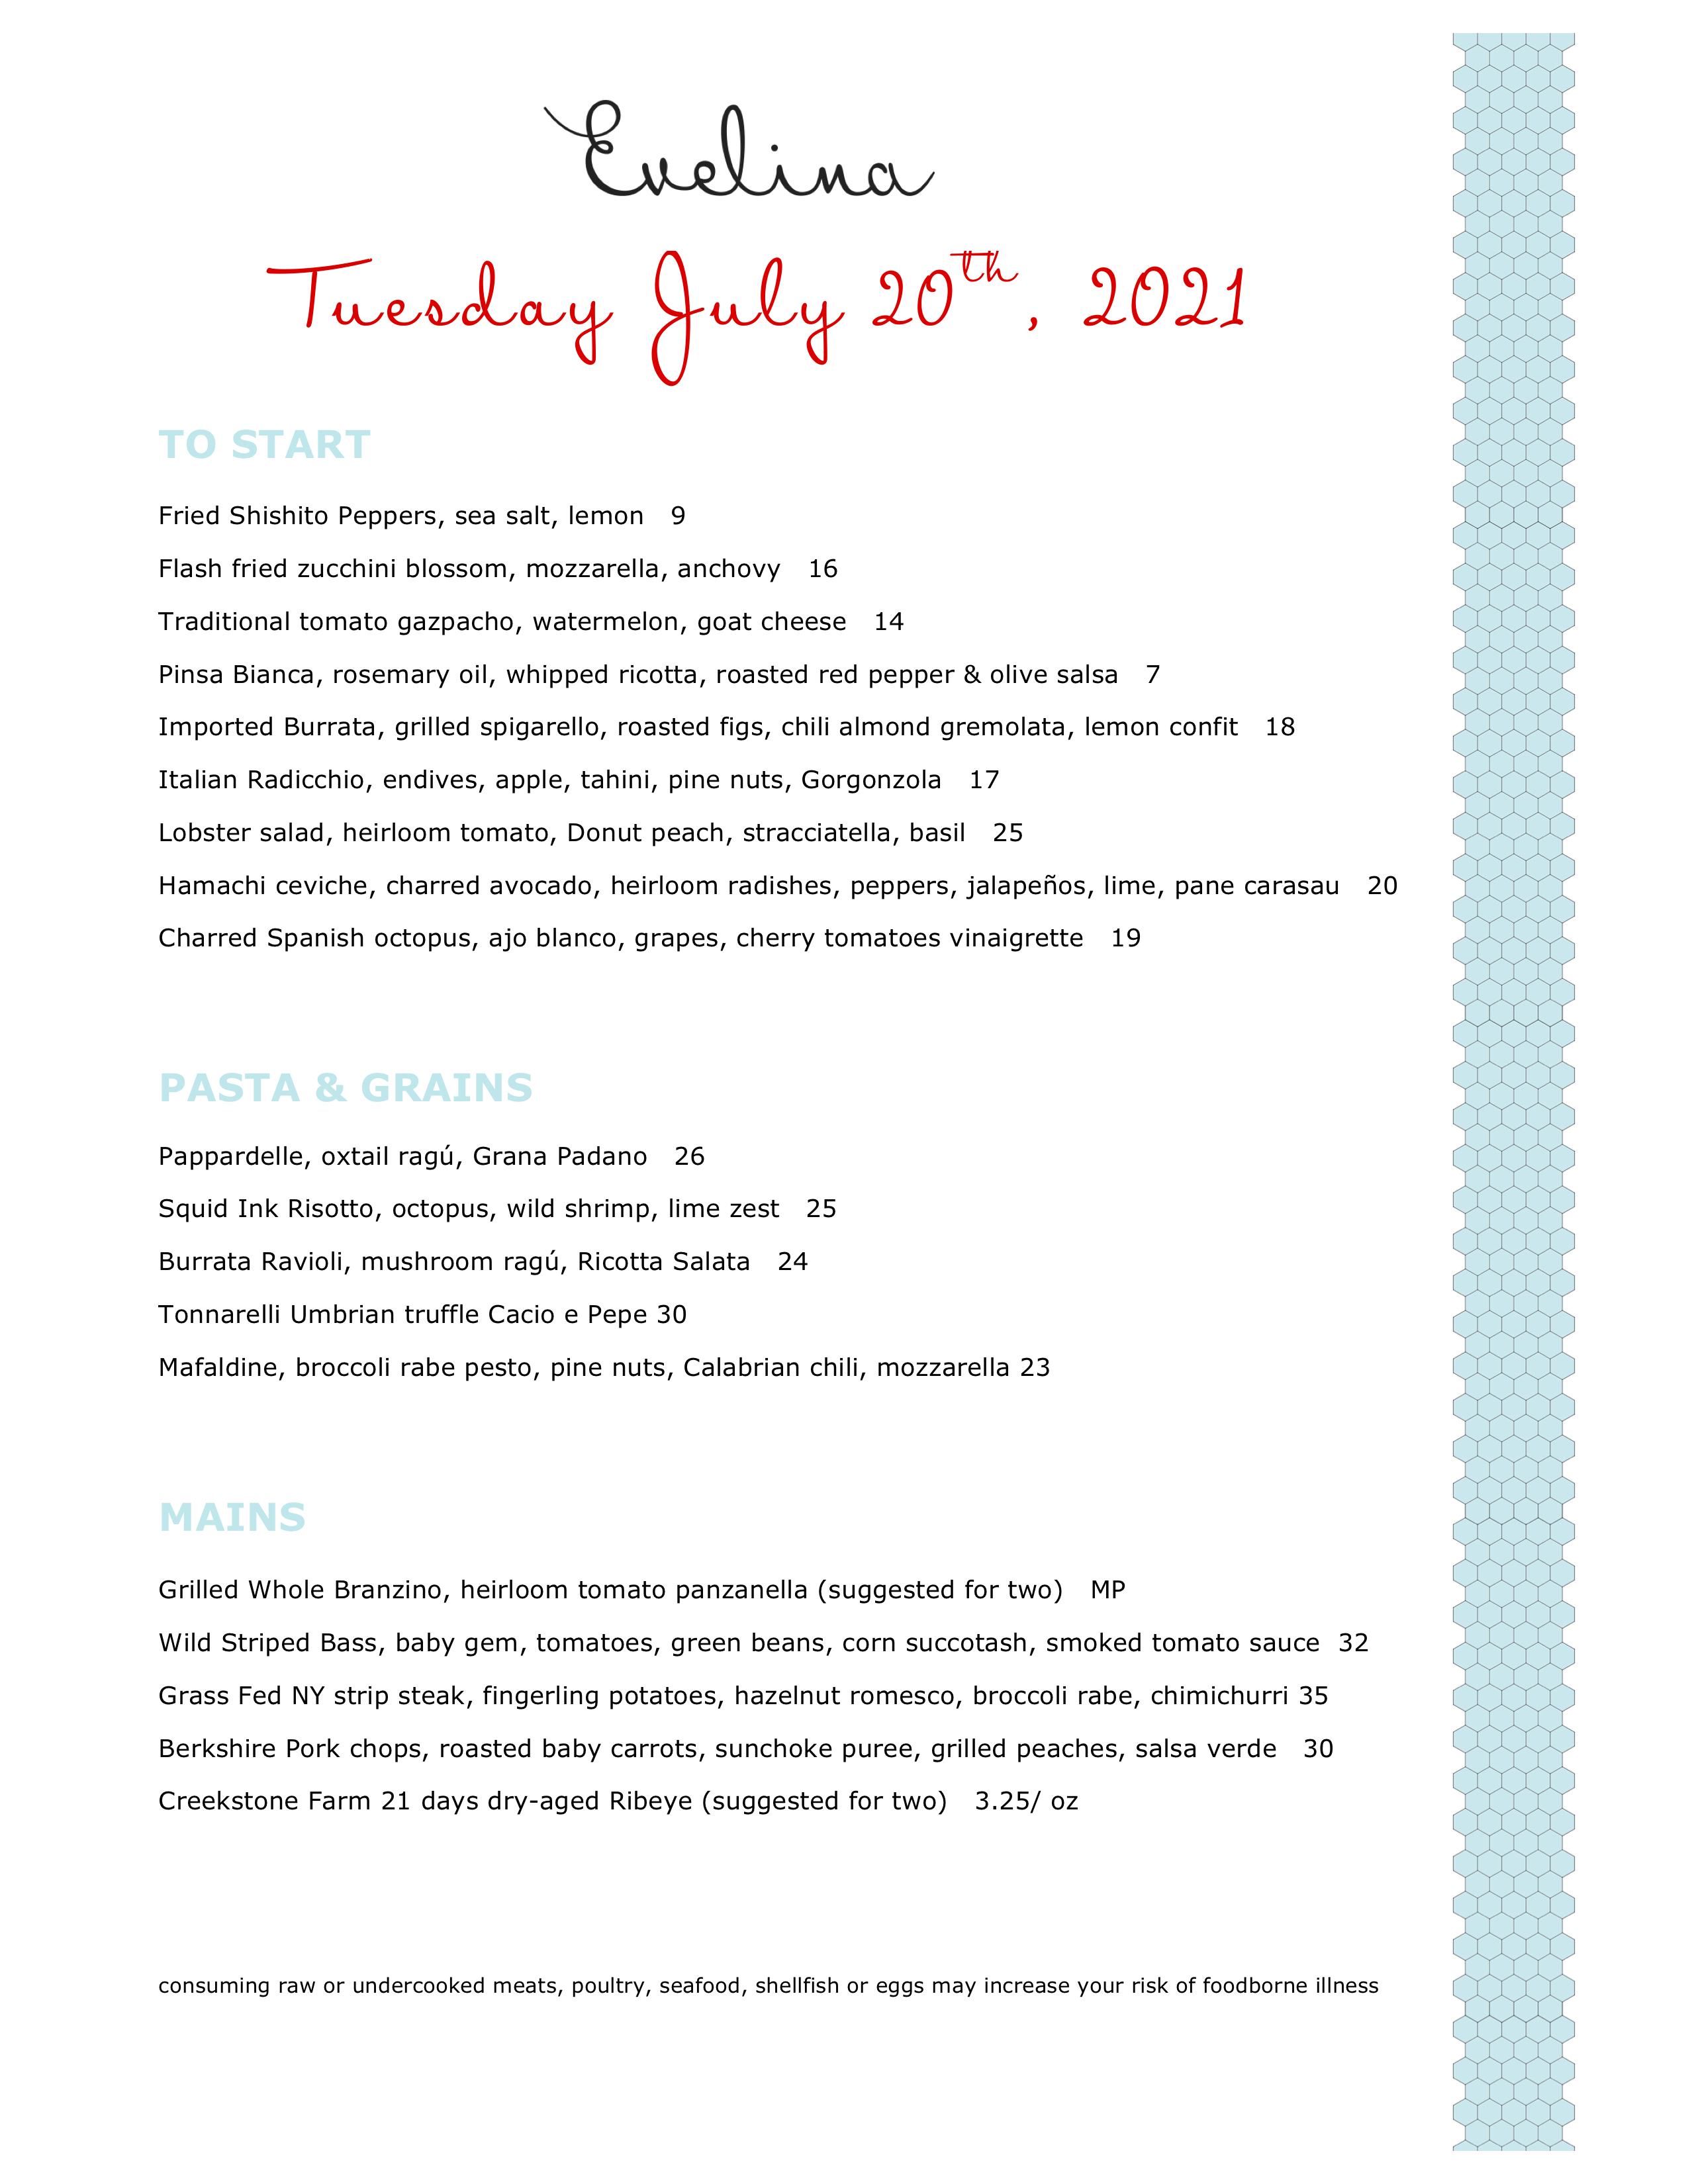 Evelina
Tuesday July 20th, 2021
TO START
Fried Shishito Peppers, sea salt, lemon 9
Flash fried zucchini blossom, mozzarella, anchovy 16
Traditional tomato gazpacho, watermelon, goat cheese 14
Pinsa Bianca, rosemary oil, whipped ricotta, roasted red pepper & olive salsa 7
Imported Burrata, grilled spigarello, roasted figs, chili almond gremolata, lemon confit 18
Italian Radicchio, endives, apple, tahini, pine nuts, Gorgonzola 17
Lobster salad, heirloom tomato, Donut peach, stracciatella, basil 25
Hamachi ceviche, charred avocado, heirloom radishes, peppers, jalapeños, lime, pane carasau 20
Charred Spanish octopus, ajo blanco, grapes, cherry tomatoes vinaigrette 19
PASTA & GRAINS
Pappardelle, oxtail ragú, Grana Padano 26
Squid Ink Risotto, octopus, wild shrimp, lime zest 25
Burrata Ravioli, mushroom ragú, Ricotta Salata 24
Tonnarelli Umbrian truffle Cacio e Pepe 30
Mafaldine, broccoli rabe pesto, pine nuts, Calabrian chili, mozzarella 23
MAINS
Grilled Whole Branzino, heirloom tomato panzanella (suggested for two) MP
Wild Striped Bass, baby gem, tomatoes, green beans, corn succotash, smoked tomato sauce 32
Grass Fed NY strip steak, fingerling potatoes, hazelnut romesco, broccoli rabe, chimichurri 35
Berkshire Pork chops, roasted baby carrots, sunchoke puree, grilled peaches, salsa verde 30
Creekstone Farm 21 days dry-aged Ribeye (suggested for two) 3.25/ oz
consuming raw or undercooked meats, poultry, seafood, shellfish or eggs may increase your risk of foodborne illness